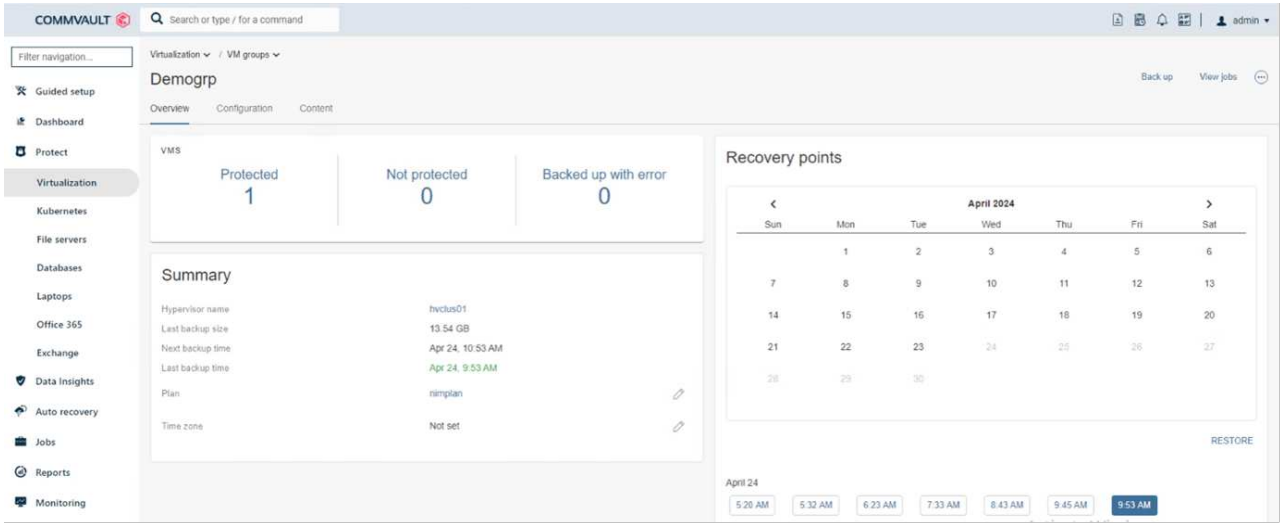 COMMVAULT
Search or type / for a command
admin
Filter navigation...
Guided setup
Dashboard
Protect
Virtualization
Kubernetes
File servers
Databases
Laptops
Office 365
Exchange
Data Insights
Auto recovery
Jobs
Reports
Monitoring
Virtualization / VM groups
Demogrp
Back up View jobs
Overview Configuration Content
VMS
Protected Not protected Backed up with error
1 0 0
Summary
Hypervisor name hvclus01
Last backup size 13.54 GB
Next backup time Apr 24, 10:53 AM
Last backup time Apr 24, 9:53 AM
Plan nimplan
Time zone Not set
Recovery points
April 2024
Sun Mon Tue Wed Thu Fri Sat
1 2 3 4 5 6
7 8 9 10 11 12 13
14 15 16 17 18 19 20
21 22 23 24 25 26 27
28 29 30
RESTORE
April 24
5:20 AM 5:32 AM 6:23 AM 7:33 AM 8:43 AM 9:45 AM 9:53 AM